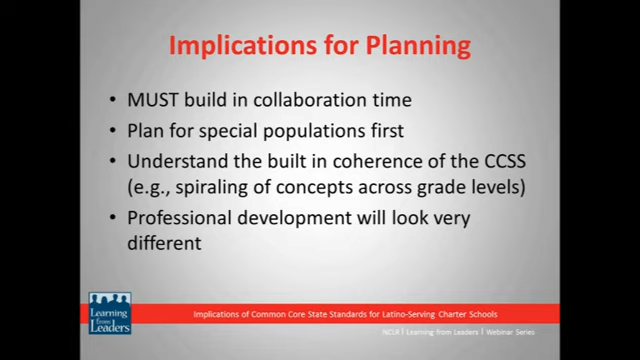 Implications for Planning
• MUST build in collaboration time
• Plan for special populations first
• Understand the built in coherence of the CCSS
(e.g., spiraling of concepts across grade levels)
• Professional development will look very
different
Learning
from
Leaders
Implications of Common Core State Standards for Latino-Serving Charter Schools
NCLR | Learning from Leaders | Webinar Series